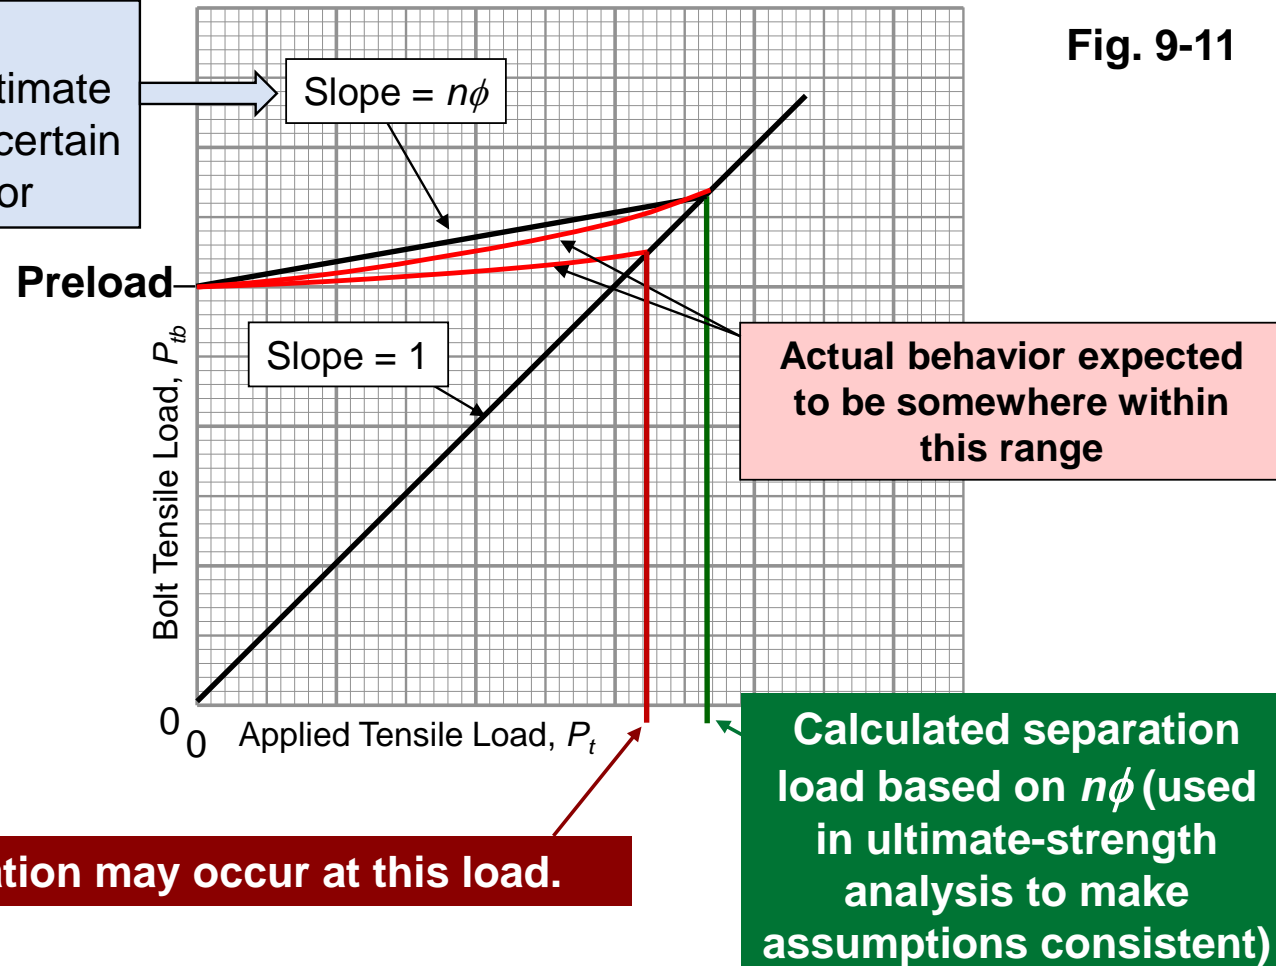 Fig. 9-11
timate
certain
or
Slope = nϕ
Preload
Slope = 1
Bolt Tensile Load, P_tb
Actual behavior expected
to be somewhere within
this range
0
0
Applied Tensile Load, P_t
Calculated separation
load based on nϕ (used
in ultimate-strength
analysis to make
assumptions consistent)
ation may occur at this load.